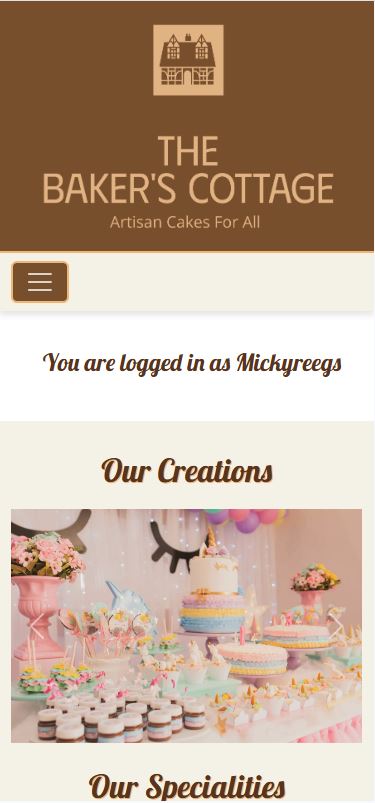 THE
BAKER'S COTTAGE
Artisan Cakes For All
You are logged in as Mickyreegs
Our Creations
Our Specialities